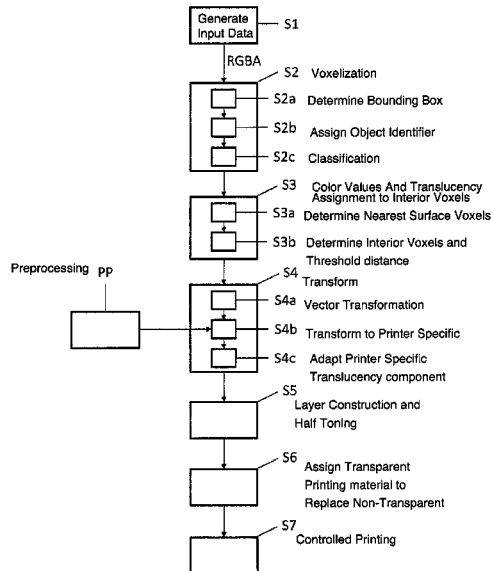 Generate
Input Data
S1
RGBA
S2 Voxelization
S2a Determine Bounding Box
S2b Assign Object Identifier
S2c Classification
S3 Color Values And Translucency
Assignment to Interior Voxels
S3a Determine Nearest Surface Voxels
S3b Determine Interior Voxels and
Threshold distance
Preprocessing PP
S4
Transform
S4a Vector Transformation
S4b Transform to Printer Specific
S4c Adapt Printer Specific
Translucency component
S5
Layer Construction and
Half Toning
S6
Assign Transparent
Printing material to
Replace Non-Transparent
S7
Controlled Printing